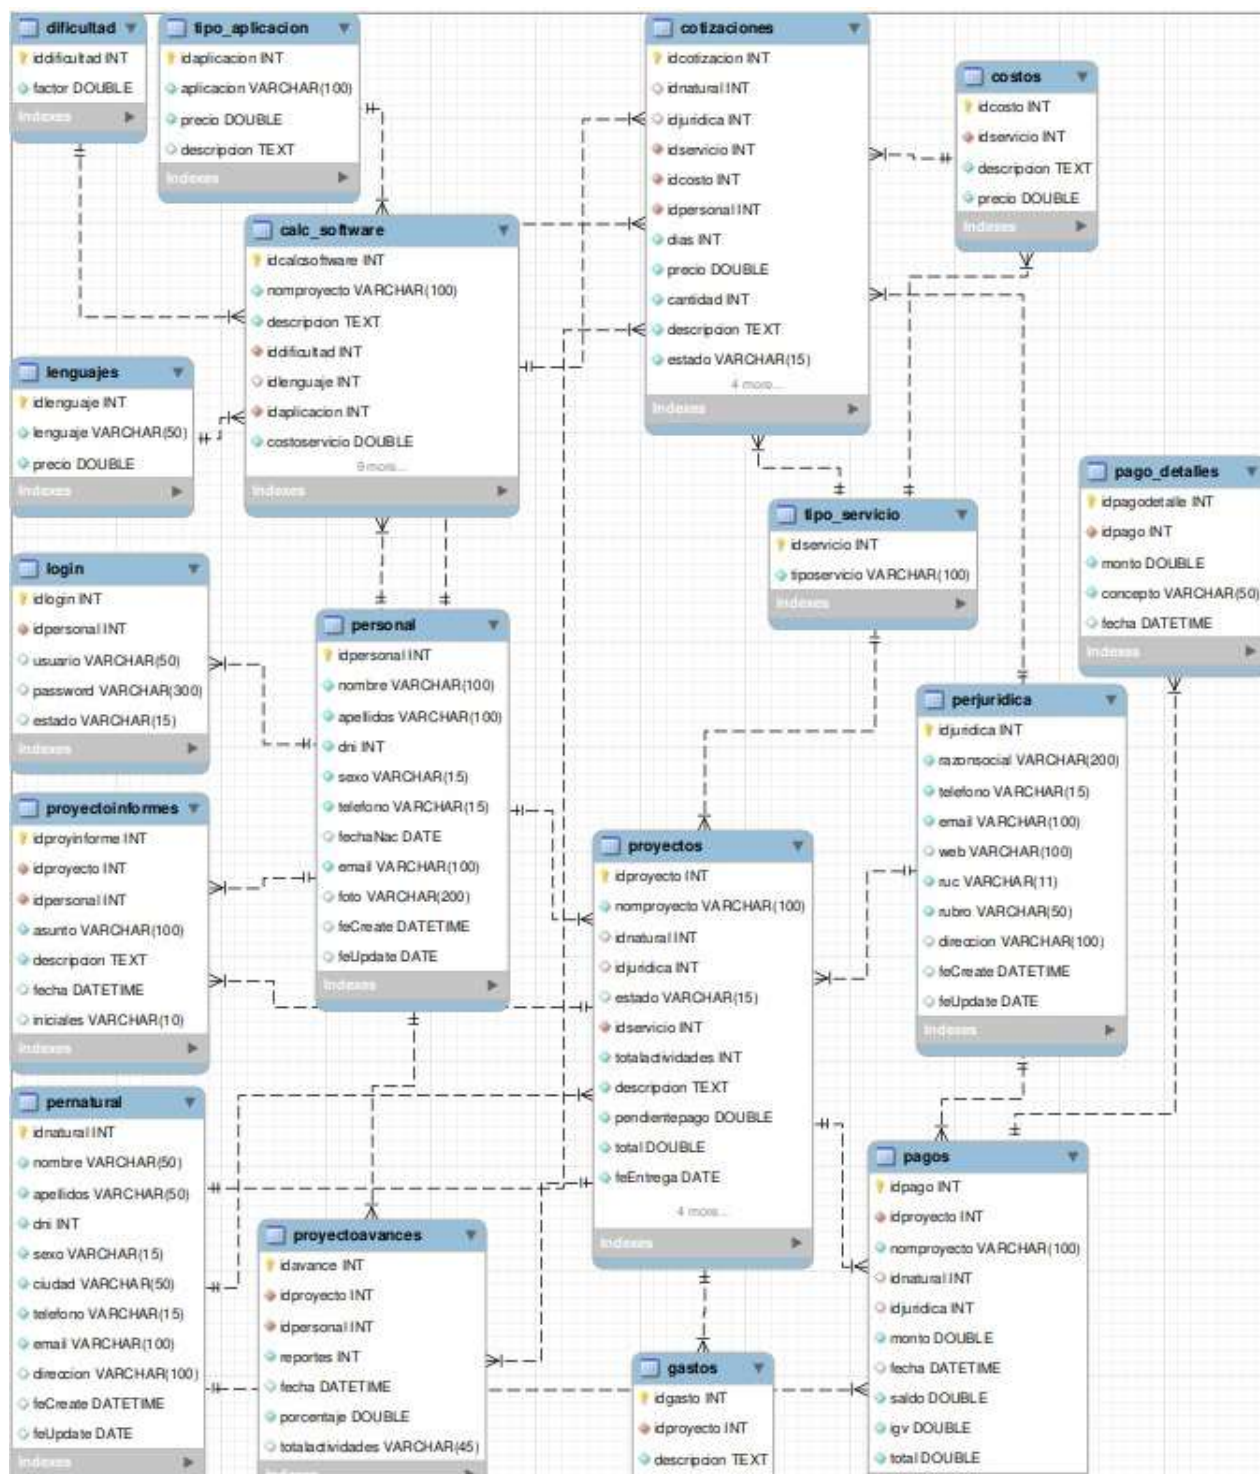 dificultad
iddificultad INT
factor DOUBLE
Indexes
tipo_aplicacion
idaplicacion INT
aplicacion VARCHAR(100)
precio DOUBLE
descripcion TEXT
Indexes
cotizaciones
idcotizacion INT
idnatural INT
idjuridica INT
idservicio INT
idcosto INT
idpersonal INT
dias INT
precio DOUBLE
cantidad INT
descripcion TEXT
estado VARCHAR(15)
4 more...
Indexes
costos
idcosto INT
idservicio INT
descripcion TEXT
precio DOUBLE
Indexes
calc_software
idcalcsoftware INT
nomproyecto VARCHAR(100)
descripcion TEXT
iddificultad INT
idlenguaje INT
idaplicacion INT
costoservicio DOUBLE
9 more...
Indexes
lenguajes
idlenguaje INT
lenguaje VARCHAR(50)
precio DOUBLE
Indexes
tipo_servicio
idservicio INT
tiposervicio VARCHAR(100)
Indexes
pago_detalles
idpagodetalle INT
idpago INT
monto DOUBLE
concepto VARCHAR(50)
fecha DATETIME
Indexes
login
idlogin INT
idpersonal INT
usuario VARCHAR(50)
password VARCHAR(300)
estado VARCHAR(15)
Indexes
personal
idpersonal INT
nombre VARCHAR(100)
apellidos VARCHAR(100)
dni INT
sexo VARCHAR(15)
telefono VARCHAR(15)
fechaNac DATE
email VARCHAR(100)
foto VARCHAR(200)
feCreate DATETIME
feUpdate DATE
Indexes
perjuridica
idjuridica INT
razonsocial VARCHAR(200)
telefono VARCHAR(15)
email VARCHAR(100)
web VARCHAR(100)
ruc VARCHAR(11)
rubro VARCHAR(50)
direccion VARCHAR(100)
feCreate DATETIME
feUpdate DATE
Indexes
proyectoinformes
idproyinforme INT
idproyecto INT
idpersonal INT
asunto VARCHAR(100)
descripcion TEXT
fecha DATETIME
iniciales VARCHAR(10)
Indexes
proyectos
idproyecto INT
nomproyecto VARCHAR(100)
idnatural INT
idjuridica INT
estado VARCHAR(15)
idservicio INT
totalactividades INT
descripcion TEXT
pendientepago DOUBLE
total DOUBLE
feEntrega DATE
4 more...
Indexes
pernatural
idnatural INT
nombre VARCHAR(50)
apellidos VARCHAR(50)
dni INT
sexo VARCHAR(15)
ciudad VARCHAR(50)
telefono VARCHAR(15)
email VARCHAR(100)
direccion VARCHAR(100)
feCreate DATETIME
feUpdate DATE
Indexes
proyectoavances
idavance INT
idproyecto INT
idpersonal INT
reportes INT
fecha DATETIME
porcentaje DOUBLE
totalactividades VARCHAR(45)
gastos
idgasto INT
idproyecto INT
descripcion TEXT
pagos
idpago INT
idproyecto INT
nomproyecto VARCHAR(100)
idnatural INT
idjuridica INT
monto DOUBLE
fecha DATETIME
saldo DOUBLE
igv DOUBLE
total DOUBLE